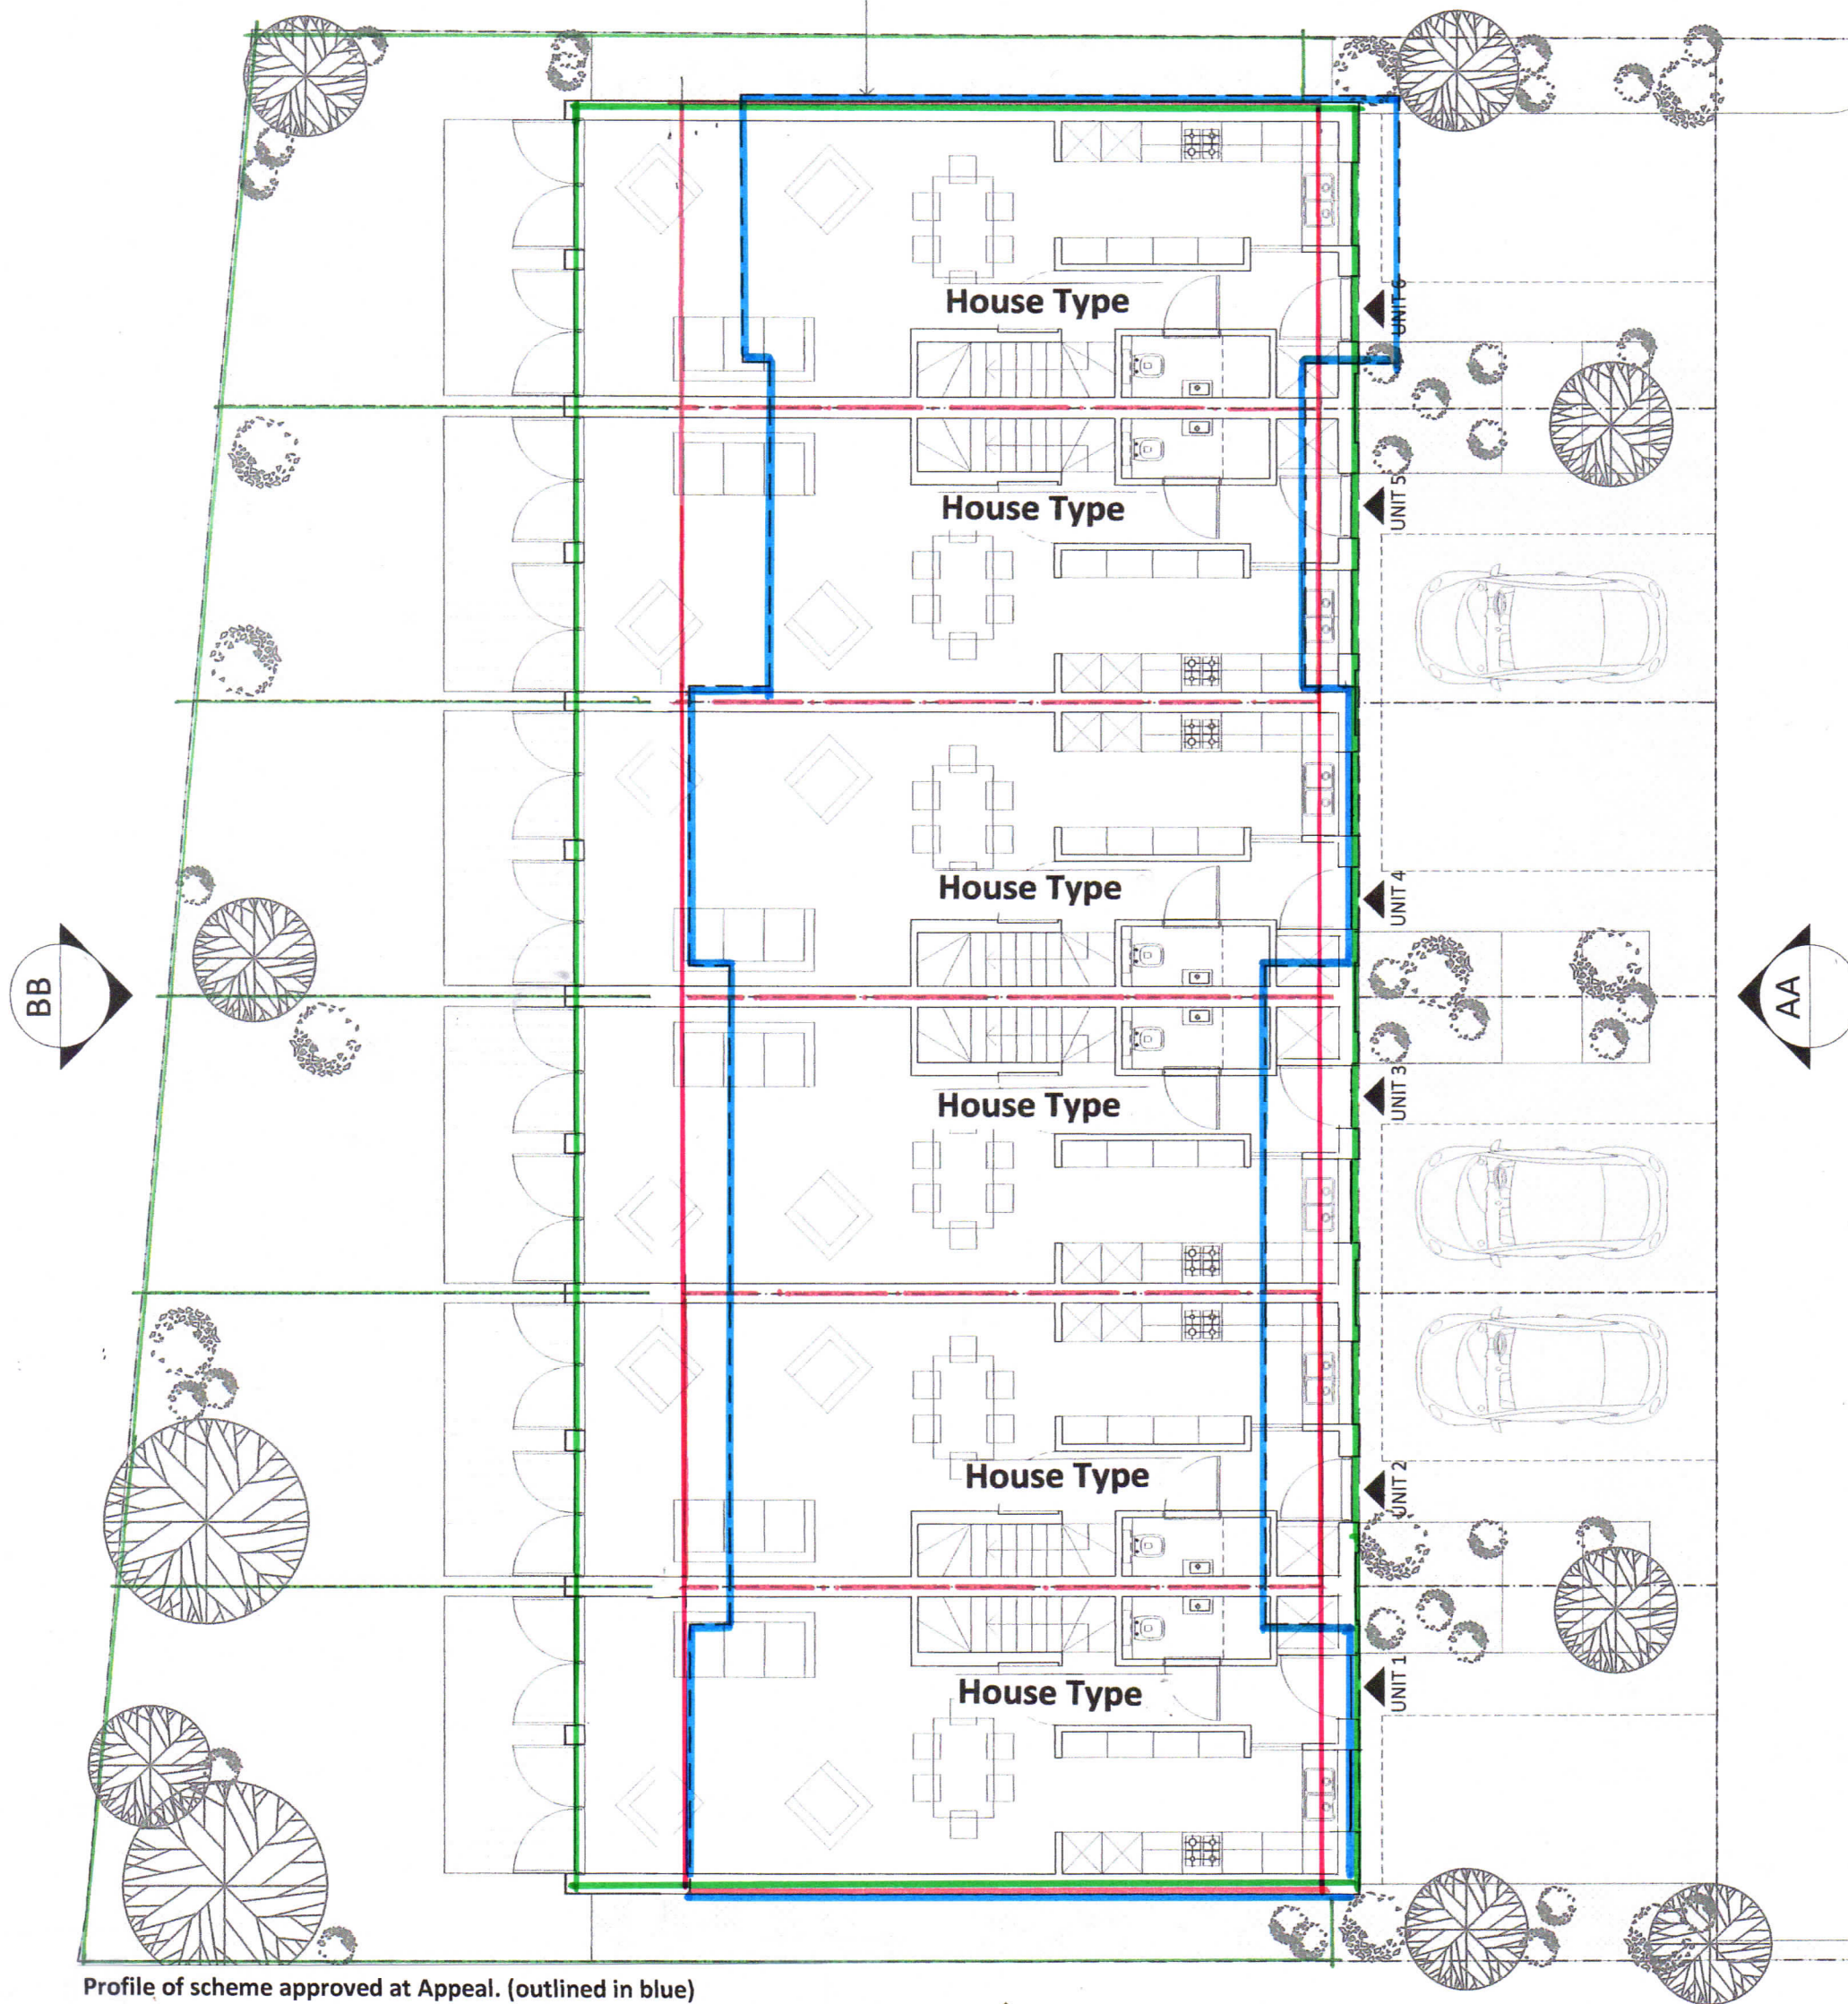 House Type
UNIT 6
House Type
UNIT 5
House Type
UNIT 4
BB
AA
House Type
UNIT 3
House Type
UNIT 2
House Type
UNIT 1
Profile of scheme approved at Appeal. (outlined in blue)